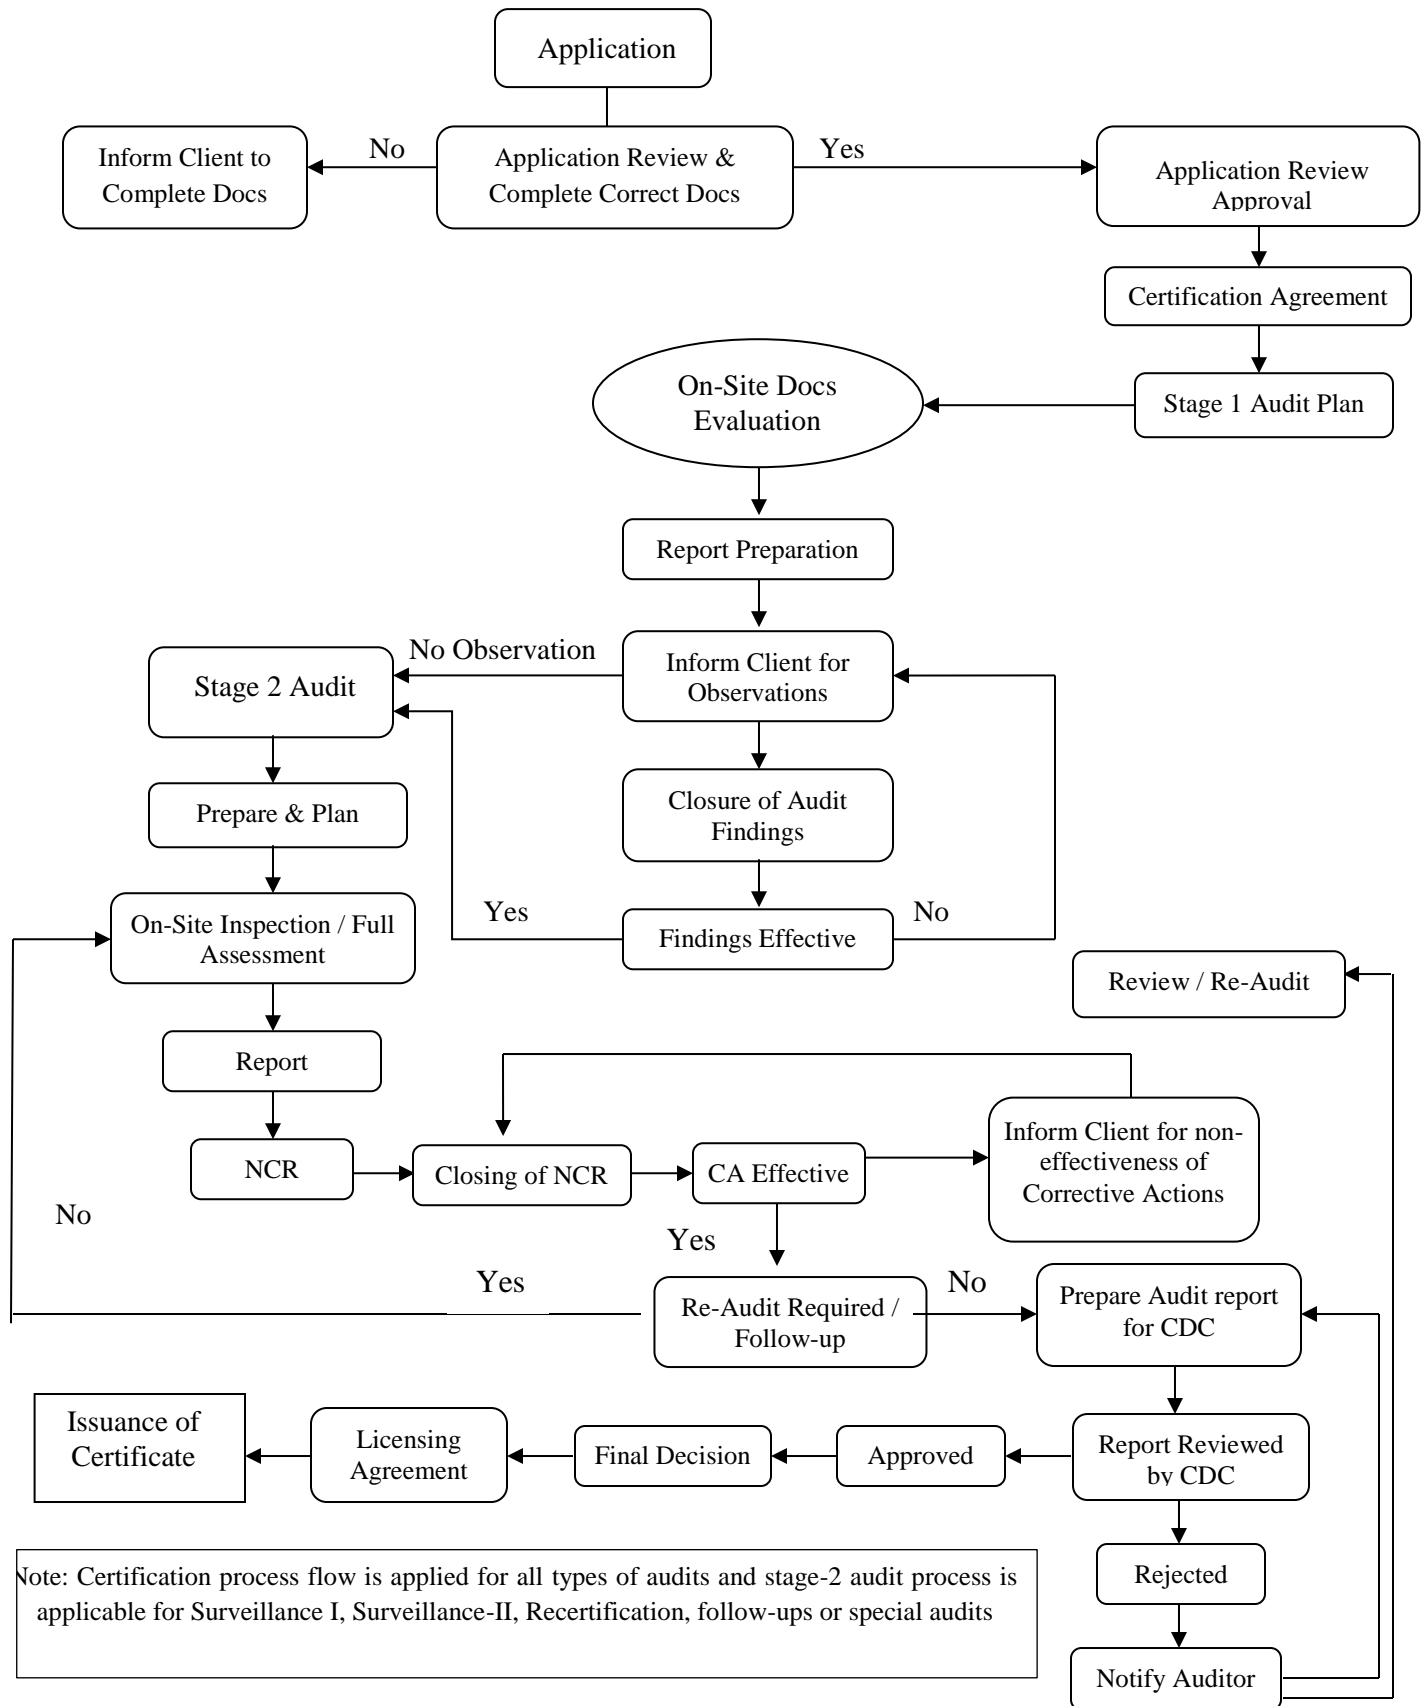 Application
No
Yes
Inform Client to
Complete Docs
Application Review &
Complete Correct Docs
Application Review
Approval
Certification Agreement
On-Site Docs
Evaluation
Stage 1 Audit Plan
Report Preparation
No Observation
Stage 2 Audit
Inform Client for
Observations
Prepare & Plan
Closure of Audit
Findings
On-Site Inspection / Full
Assessment
Yes
Findings Effective
No
Review / Re-Audit
Report
NCR
Closing of NCR
CA Effective
Inform Client for non-
effectiveness of
Corrective Actions
No
Yes
Yes
Re-Audit Required /
Follow-up
No
Prepare Audit report
for CDC
Issuance of
Certificate
Licensing
Agreement
Final Decision
Approved
Report Reviewed
by CDC
Rejected
Note: Certification process flow is applied for all types of audits and stage-2 audit process is
applicable for Surveillance I, Surveillance-II, Recertification, follow-ups or special audits
Notify Auditor